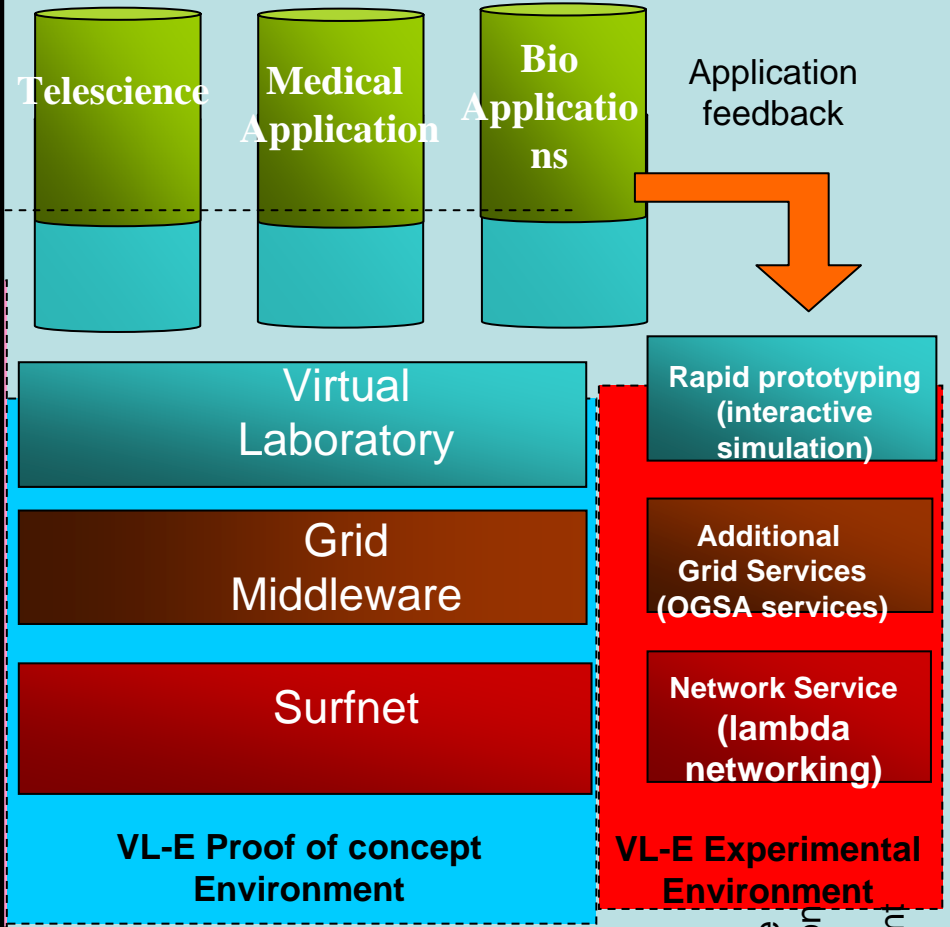 Telescience
Medical
Application
Bio
Applicatio
ns
Application
feedback
Virtual
Laboratory
Rapid prototyping
(interactive
simulation)
Grid
Middleware
Additional
Grid Services
(OGSA services)
Surfnet
Network Service
(lambda
networking)
VL-E Proof of concept
Environment
VL-E Experimental
Environment